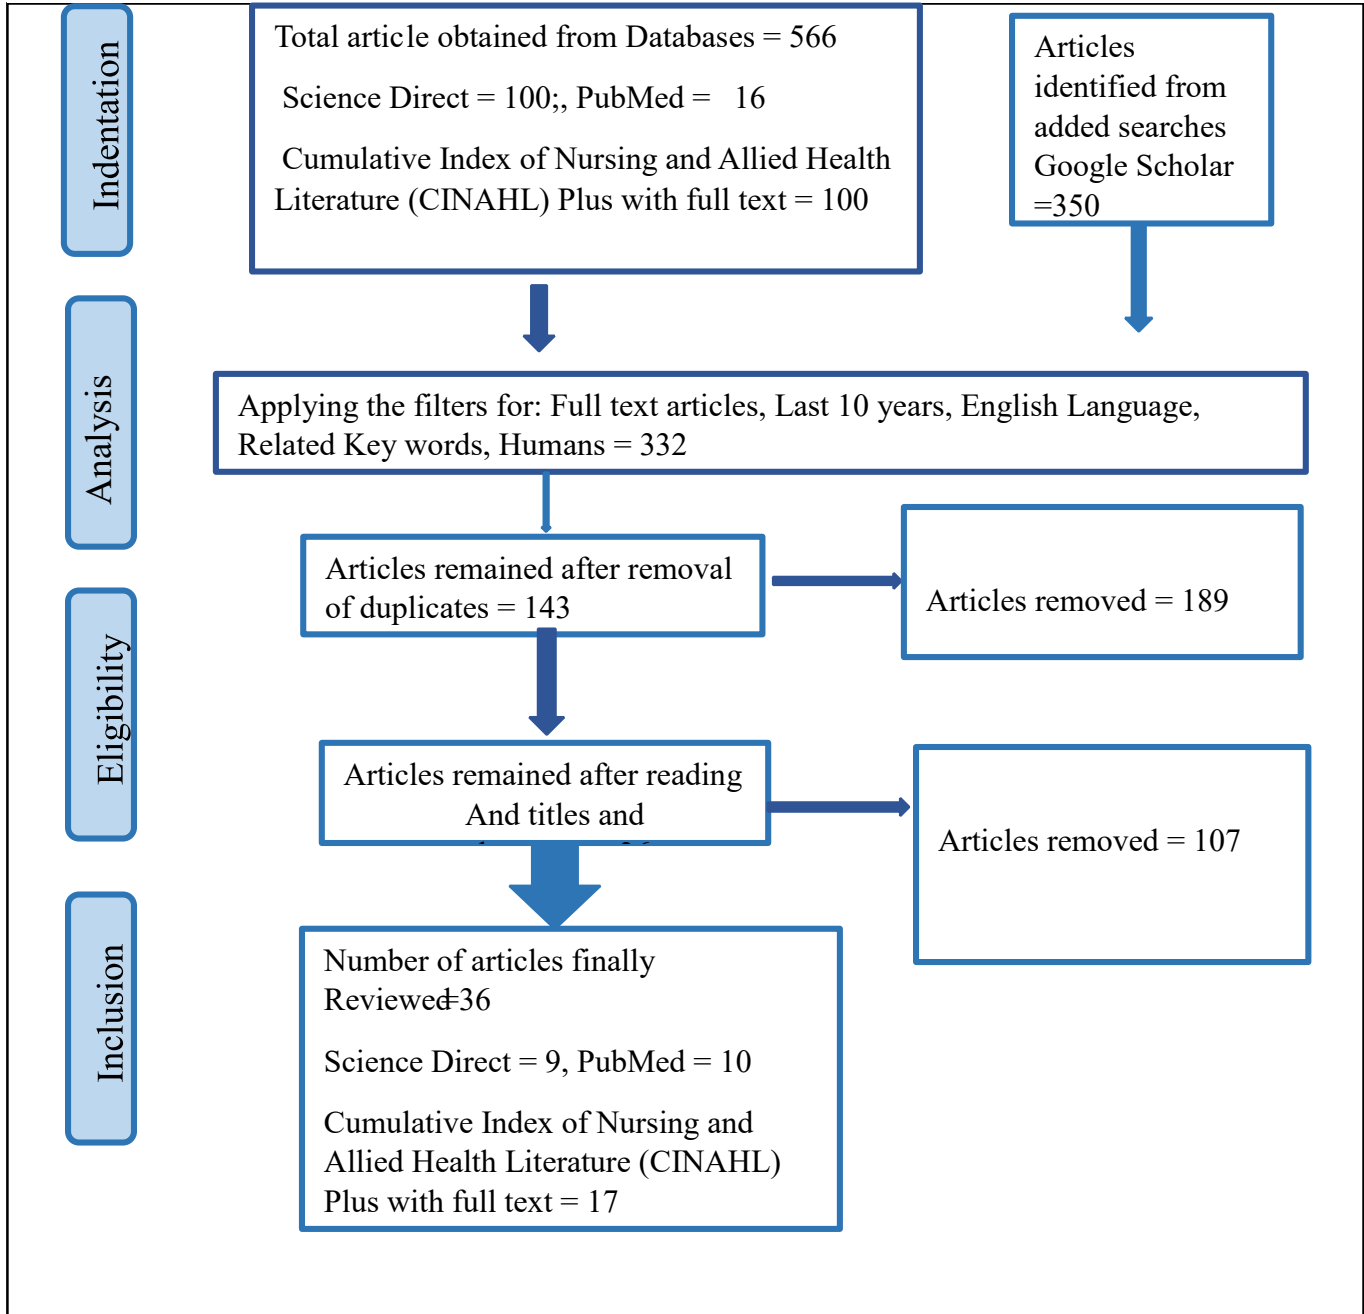 Indentation
Total article obtained from Databases = 566
Science Direct = 100;, PubMed = 16
Cumulative Index of Nursing and Allied Health
Literature (CINAHL) Plus with full text = 100
Articles
identified from
added searches
Google Scholar
=350
Analysis
Applying the filters for: Full text articles, Last 10 years, English Language,
Related Key words, Humans = 332
Articles remained after removal
of duplicates = 143
Articles removed = 189
Eligibility
Articles remained after reading
And titles and
Articles removed = 107
Inclusion
Number of articles finally
Reviewed=36
Science Direct = 9, PubMed = 10
Cumulative Index of Nursing and
Allied Health Literature (CINAHL)
Plus with full text = 17